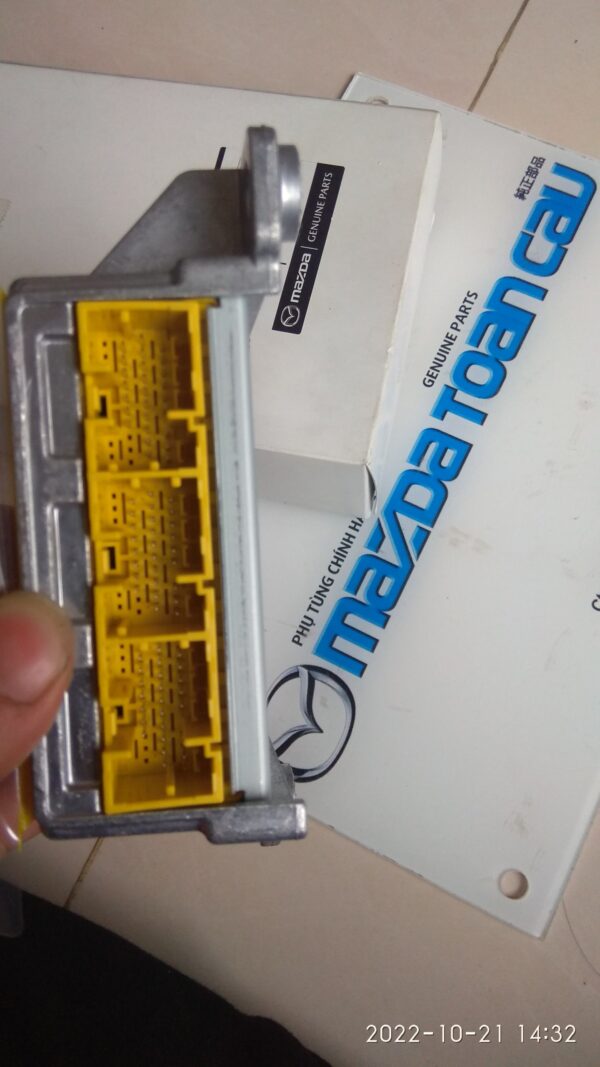 mazda | GENUINE PARTS
純正部品
GENUINE PARTS
mazda TOAN CAU
PHỤ TÙNG CHÍNH H
2022-10-21 14:32